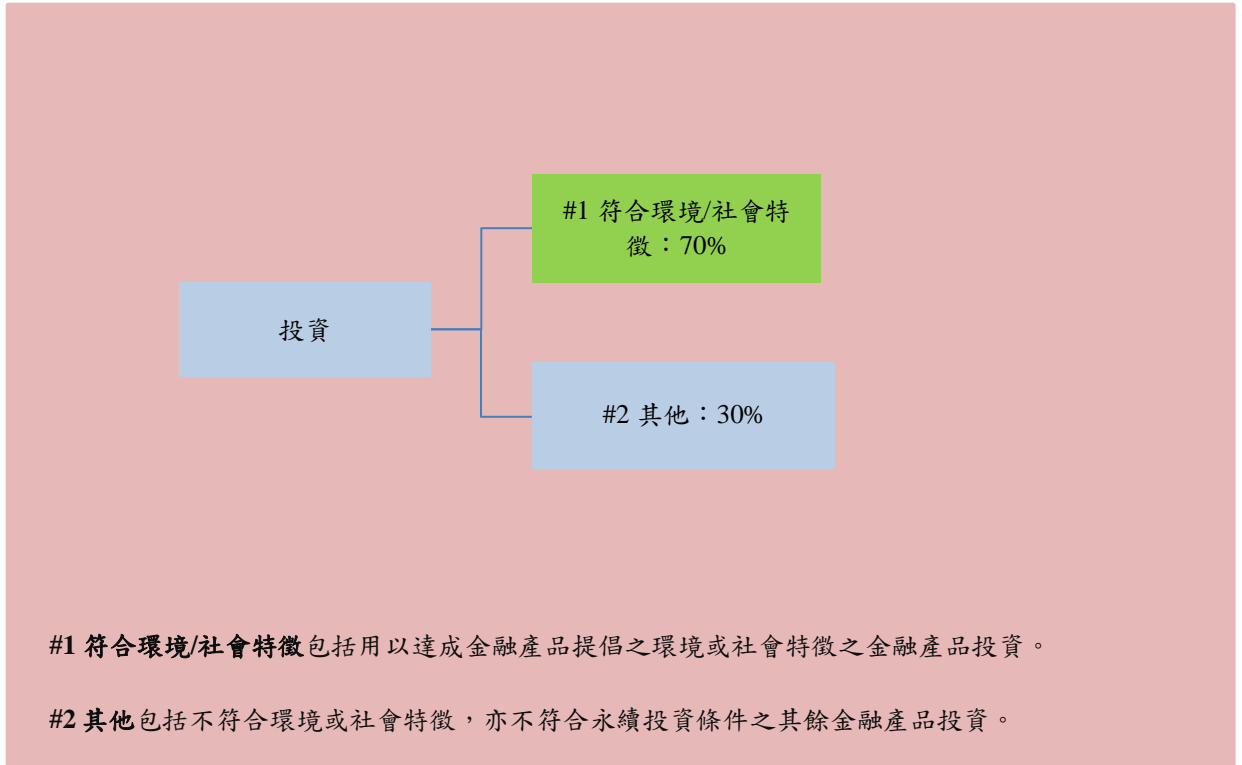 #1 符合環境/社會特
徵：70%
投資
#2 其他：30%
#1 符合環境/社會特徵包括用以達成金融產品提倡之環境或社會特徵之金融產品投資。
#2 其他包括不符合環境或社會特徵，亦不符合永續投資條件之其餘金融產品投資。